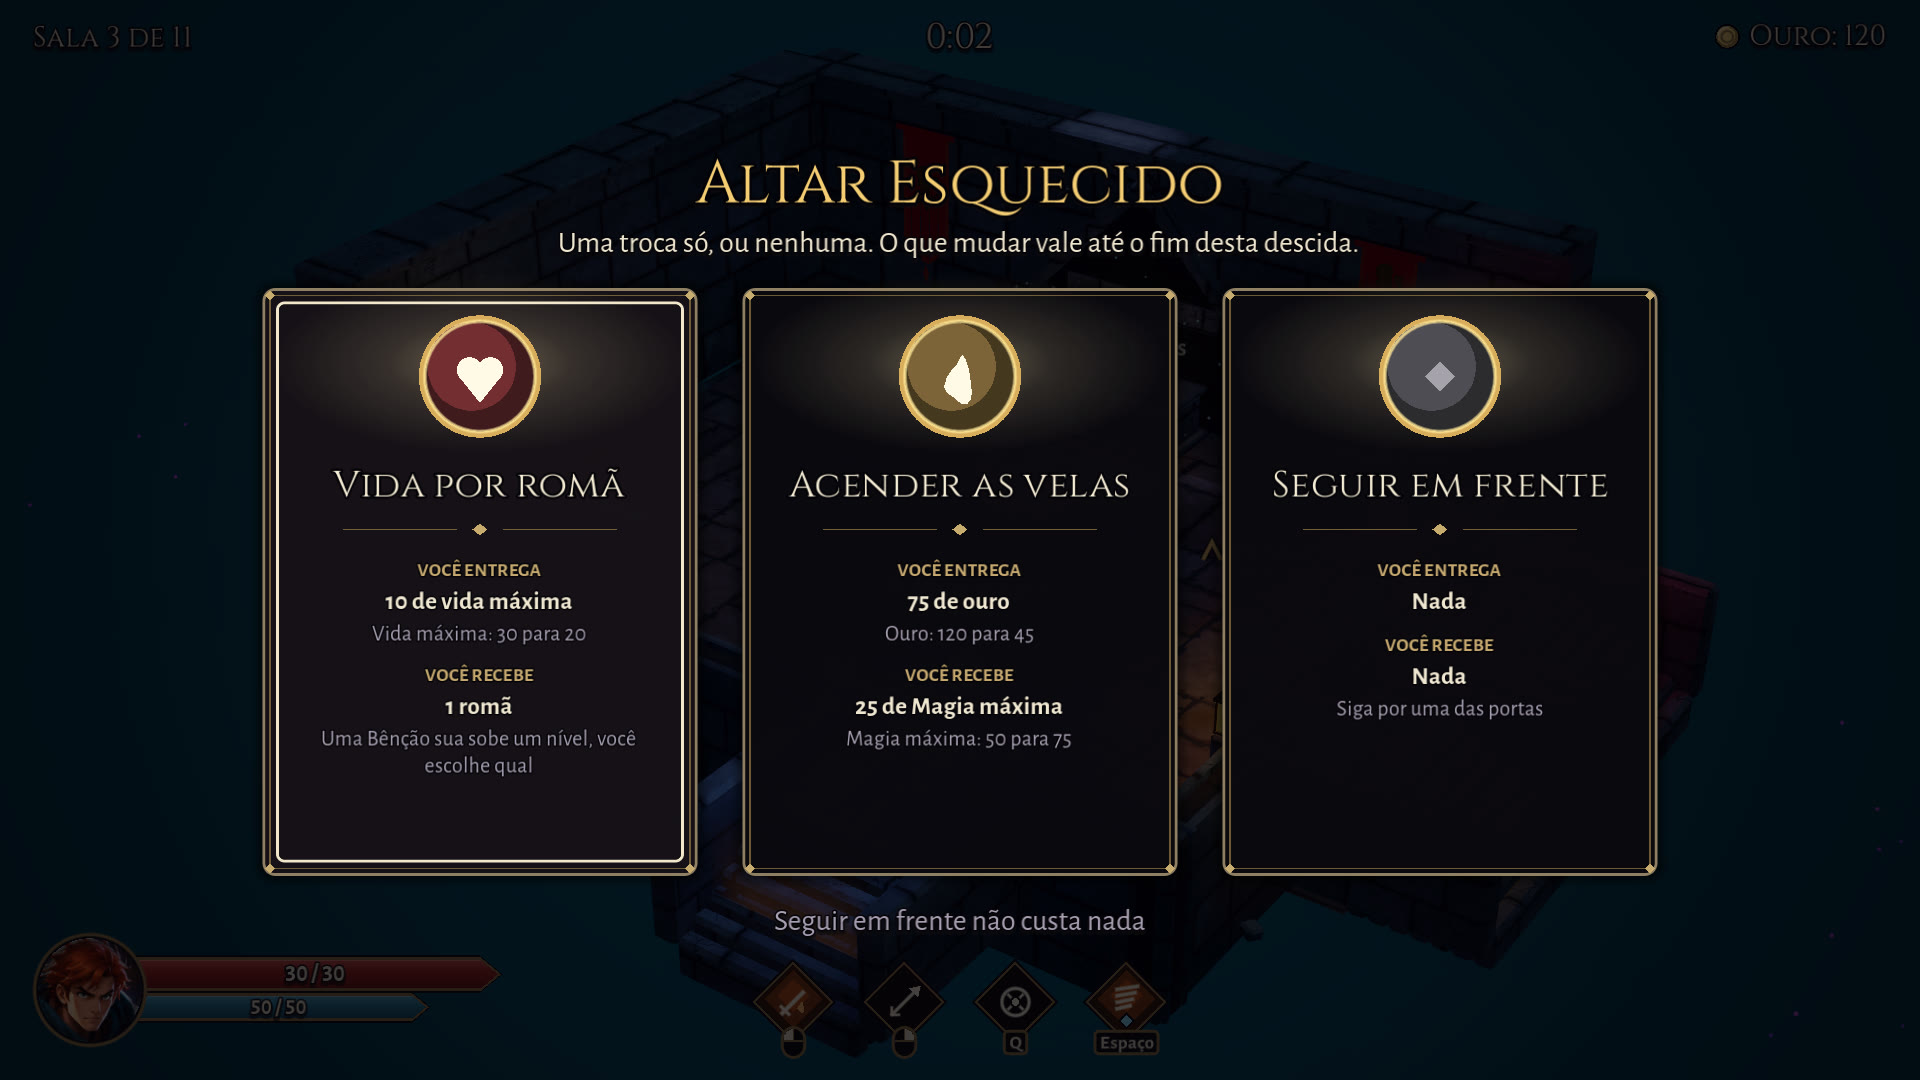 Sala 3 de 11
0:02
Ouro: 120
Altar Esquecido
Uma troca só, ou nenhuma. O que mudar vale até o fim desta descida.
Vida por romã
VOCÊ ENTREGA
10 de vida máxima
Vida máxima: 30 para 20
VOCÊ RECEBE
1 romã
Uma Bênção sua sobe um nível, você
escolhe qual
Acender as velas
VOCÊ ENTREGA
75 de ouro
Ouro: 120 para 45
VOCÊ RECEBE
25 de Magia máxima
Magia máxima: 50 para 75
Seguir em frente
VOCÊ ENTREGA
Nada
VOCÊ RECEBE
Nada
Siga por uma das portas
Seguir em frente não custa nada
30/30
50/50
Q
Espaço